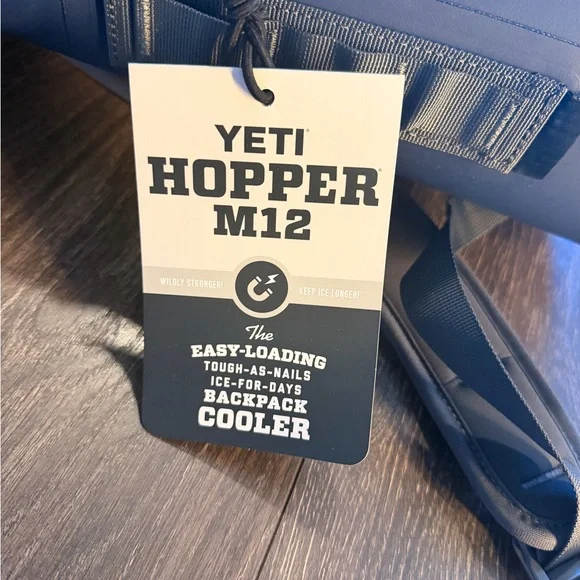 YETI
HOPPER
M12
WILDLY STRONGER! KEEP ICE LONGER!
The
EASY-LOADING
TOUGH-AS-NAILS
ICE-FOR-DAYS
BACKPACK
COOLER